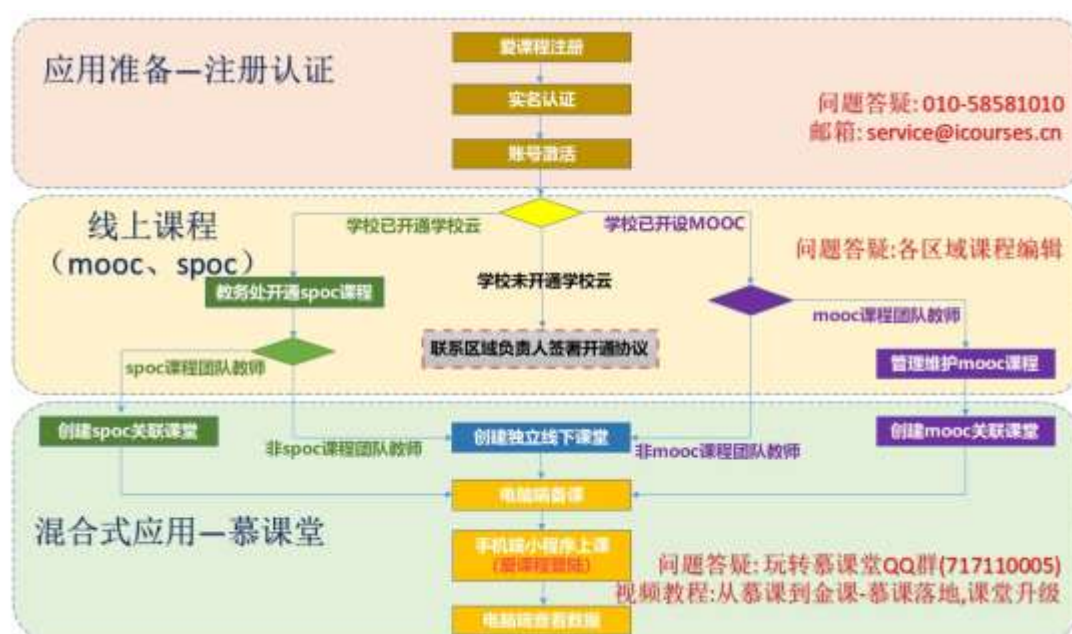 应用准备—注册认证
爱课程注册
实名认证
账号激活
问题答疑: 010-58581010
邮箱: service@icourses.cn
线上课程
（mooc、spoc）
学校已开通学校云
学校已开设MOOC
问题答疑:各区域课程编辑
教务处开通spoc课程
学校未开通学校云
mooc课程团队教师
联系区域负责人签署开通协议
spoc课程团队教师
管理维护mooc课程
创建spoc关联课堂
非spoc课程团队教师
创建独立线下课堂
非mooc课程团队教师
创建mooc关联课堂
混合式应用—慕课堂
电脑端备课
手机端小程序上课
(爱课程登陆)
电脑端查看数据
问题答疑: 玩转慕课堂QQ群(717110005)
视频教程:从慕课到金课-慕课落地,课堂升级